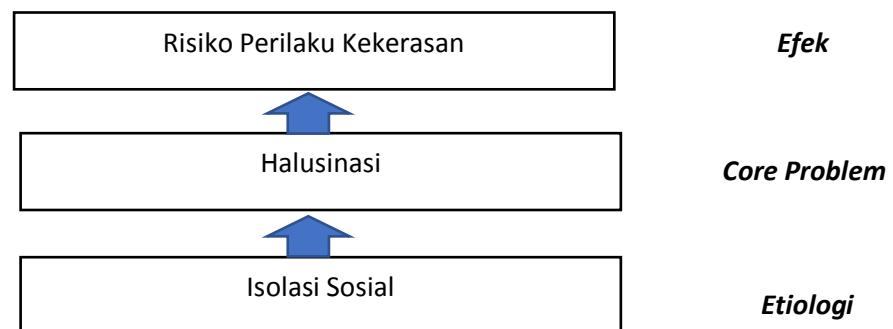 Risiko Perilaku Kekerasan Efek
Halusinasi Core Problem
Isolasi Sosial Etiologi